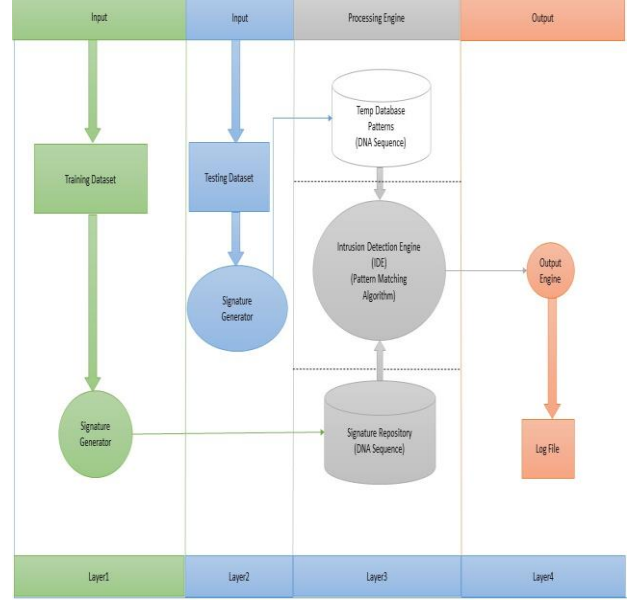 Input
Input
Processing Engine
Output
Temp Database
Patterns
(DNA Sequence)
Training Dataset
Testing Dataset
Intrusion Detection Engine
(IDE)
(Pattern Matching
Algorithm)
Output
Engine
Signature
Generator
Signature
Generator
Signature Repository
(DNA Sequence)
Log File
Layer1
Layer2
Layer3
Layer4